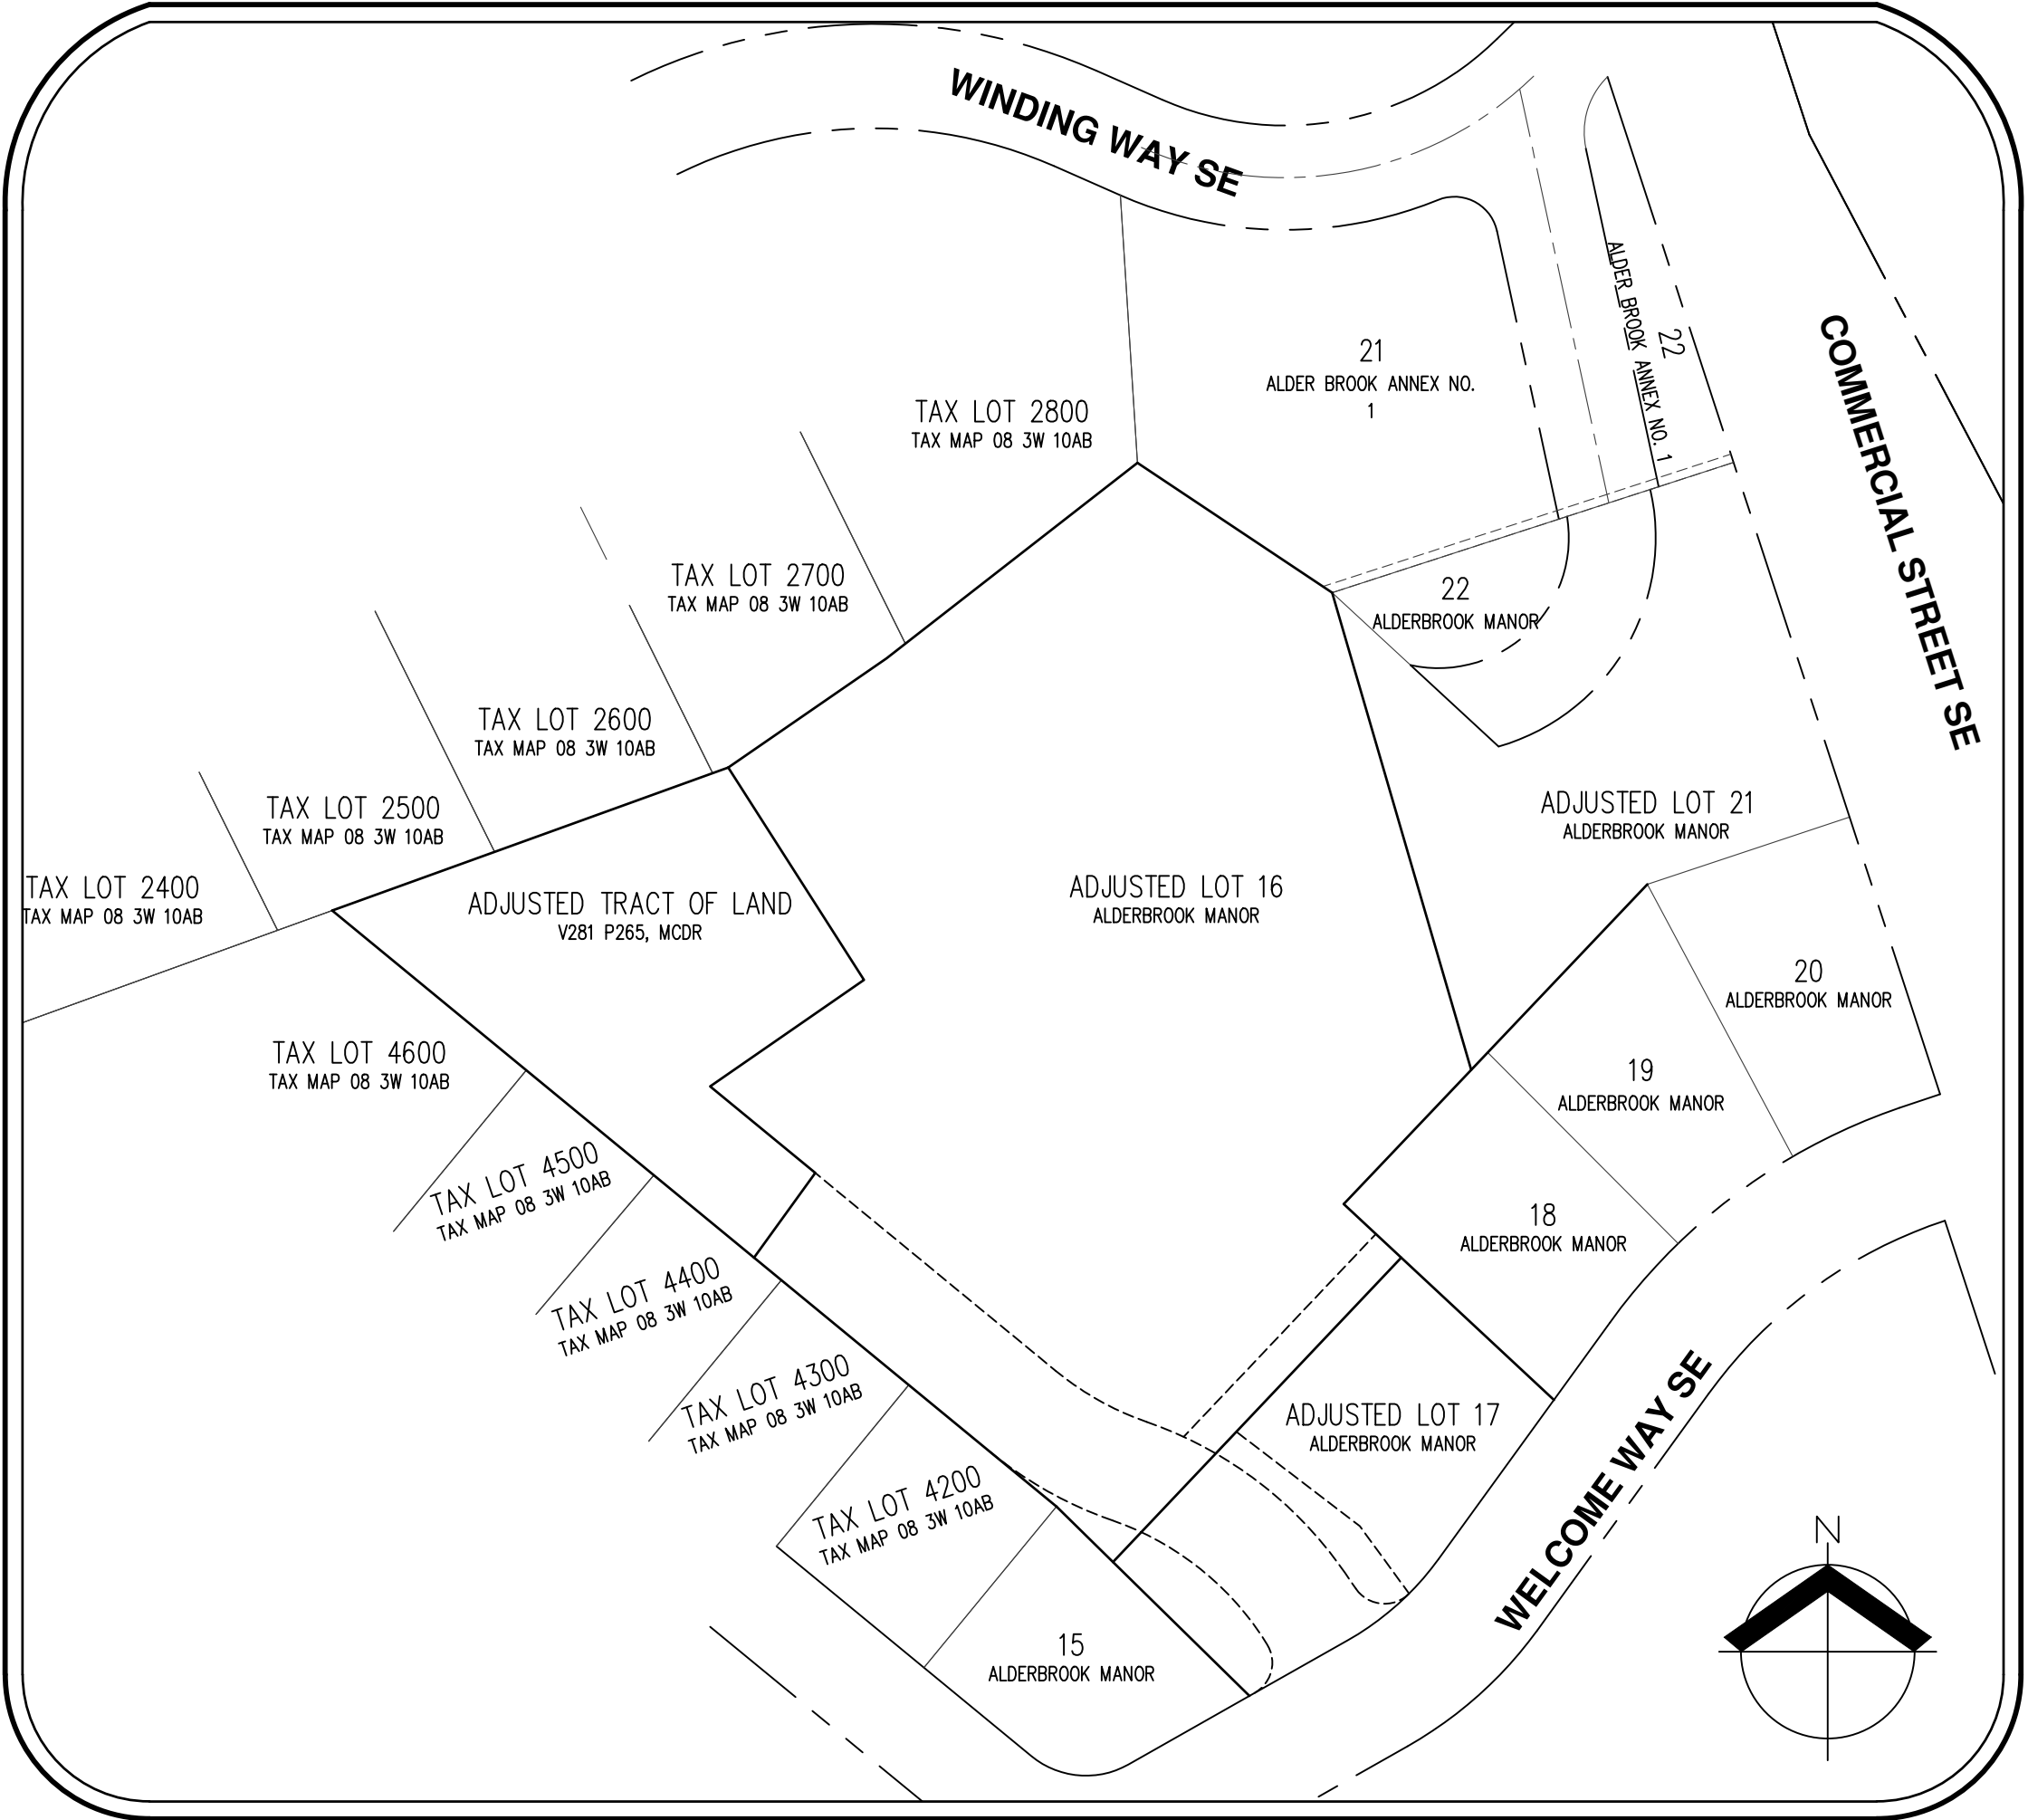 WINDING WAY SE
21
ALDER BROOK ANNEX NO.
1
22
ALDER BROOK ANNEX NO. 1
COMMERCIAL STREET SE
TAX LOT 2800
TAX MAP 08 3W 10AB
TAX LOT 2700
TAX MAP 08 3W 10AB
22
ALDERBROOK MANOR
TAX LOT 2600
TAX MAP 08 3W 10AB
TAX LOT 2500
TAX MAP 08 3W 10AB
ADJUSTED LOT 21
ALDERBROOK MANOR
TAX LOT 2400
TAX MAP 08 3W 10AB
ADJUSTED TRACT OF LAND
V281 P265, MCDR
ADJUSTED LOT 16
ALDERBROOK MANOR
20
ALDERBROOK MANOR
TAX LOT 4600
TAX MAP 08 3W 10AB
19
ALDERBROOK MANOR
TAX LOT 4500
TAX MAP 08 3W 10AB
18
ALDERBROOK MANOR
TAX LOT 4400
TAX MAP 08 3W 10AB
TAX LOT 4300
TAX MAP 08 3W 10AB
ADJUSTED LOT 17
ALDERBROOK MANOR
WELCOME WAY SE
TAX LOT 4200
TAX MAP 08 3W 10AB
N
15
ALDERBROOK MANOR